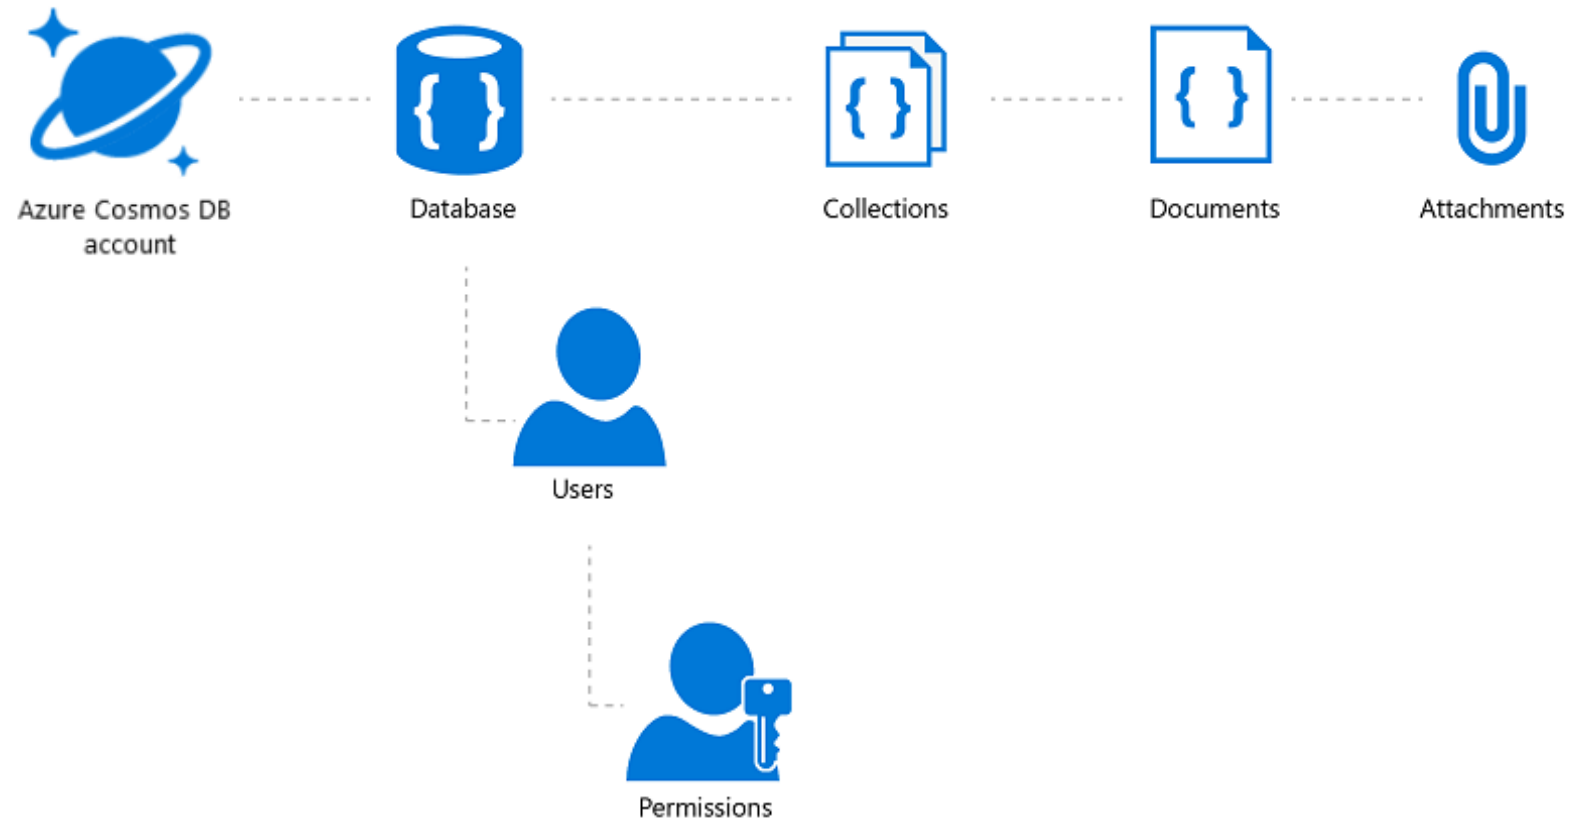 Azure Cosmos DB
account
Database
Collections
Documents
Attachments
Users
Permissions